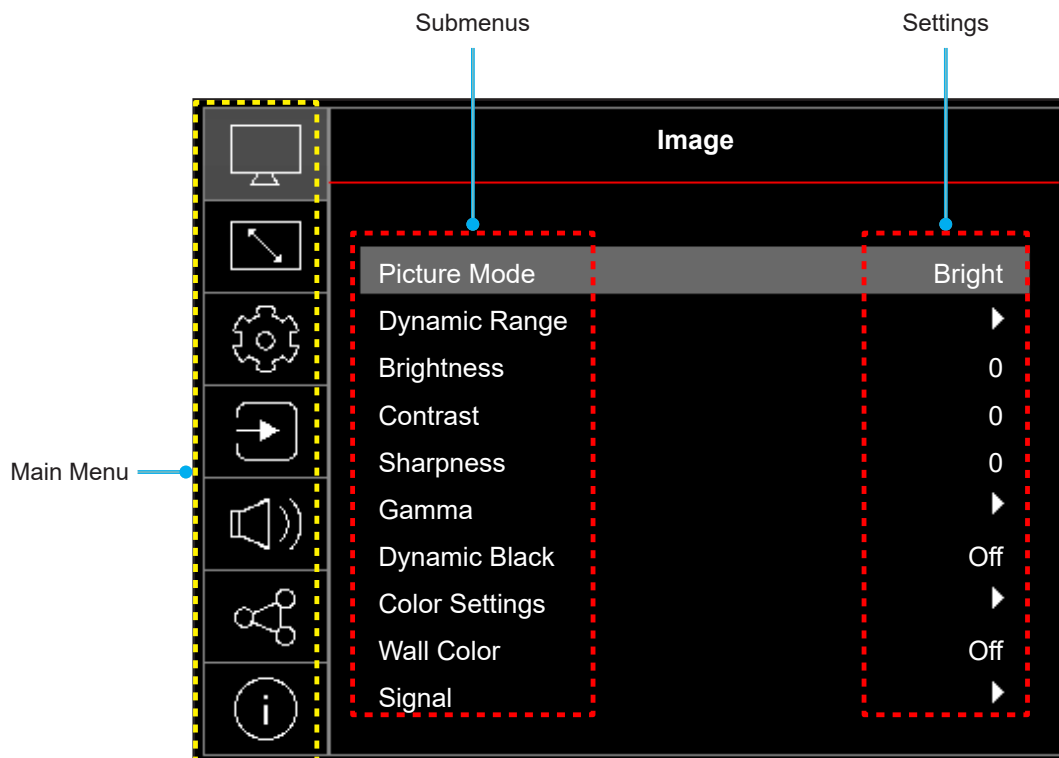 Submenus Settings
Image
Picture Mode Bright
Dynamic Range
Brightness 0
Contrast 0
Main Menu
Sharpness 0
Gamma
Dynamic Black Off
Color Settings
Wall Color Off
Signal
i